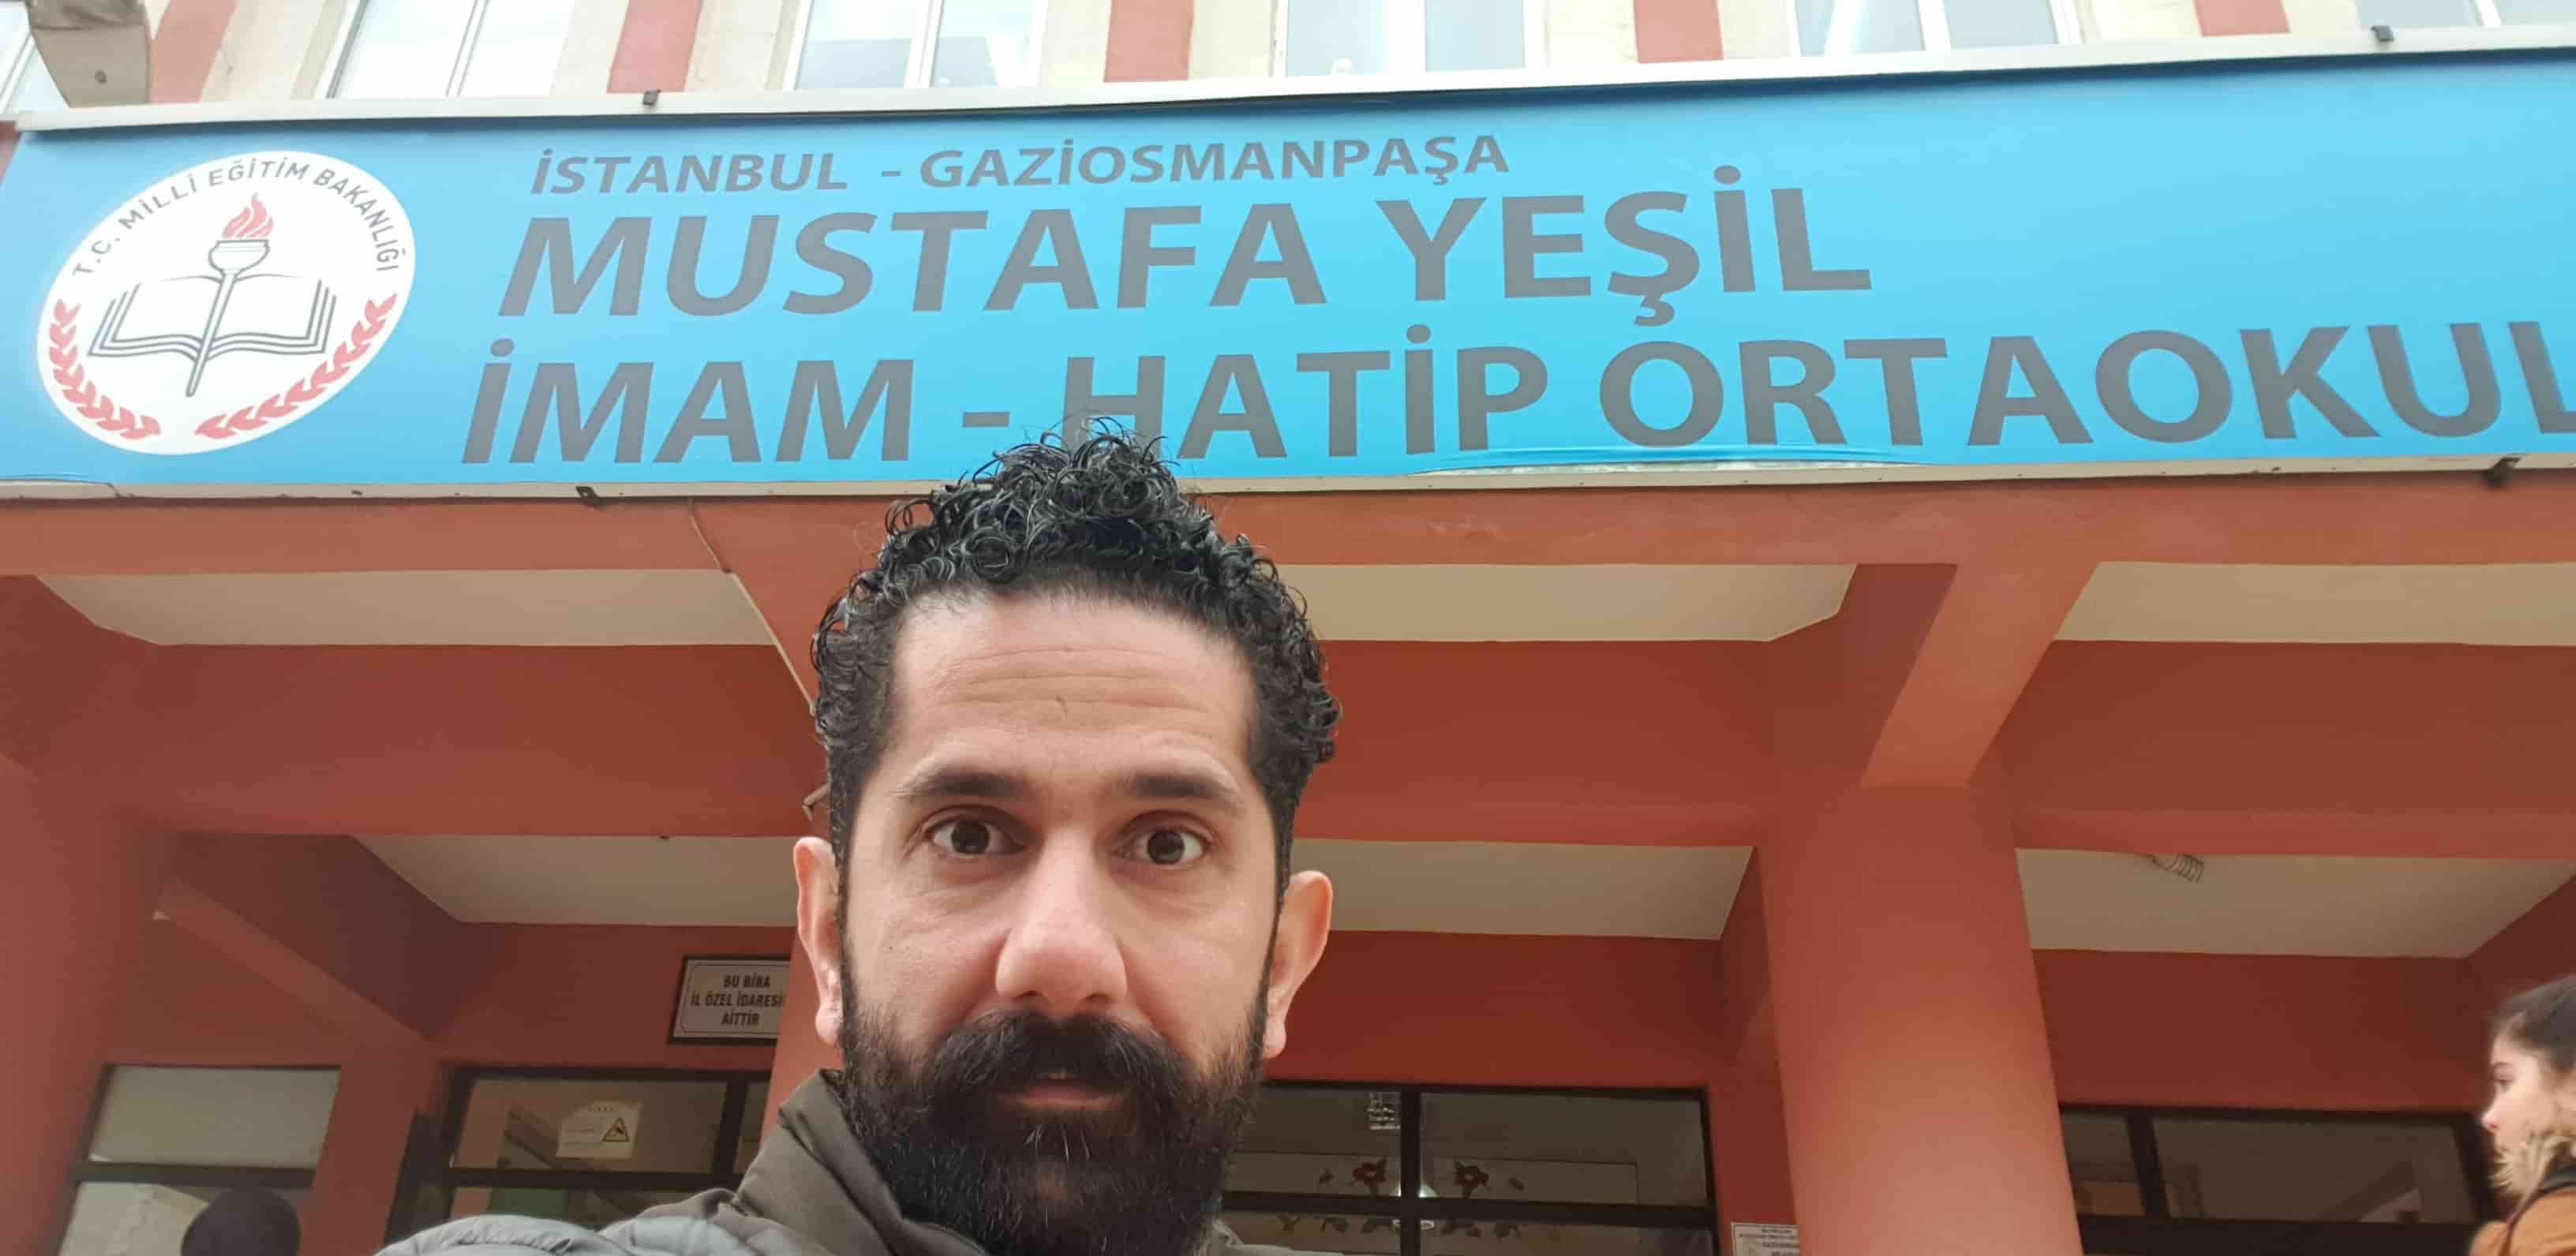 T.C. MİLLİ EĞİTİM BAKANLIĞI
İSTANBUL - GAZİOSMANPAŞA
MUSTAFA YEŞİL
İMAM - HATİP ORTAOKUL
BU BİNA
İL ÖZEL İDARESİ
AİTTİR